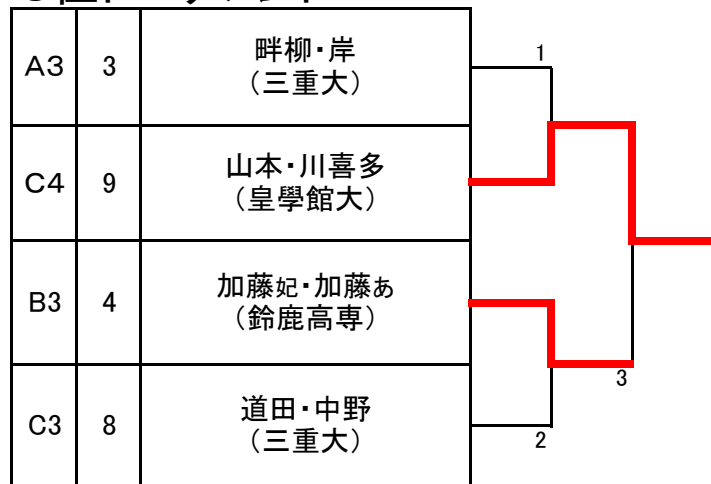 A3 3 畔柳・岸
(三重大)
1
C4 9 山本・川喜多
(皇學館大)
B3 4 加藤妃・加藤あ
(鈴鹿高専)
3
C3 8 道田・中野
(三重大)
2